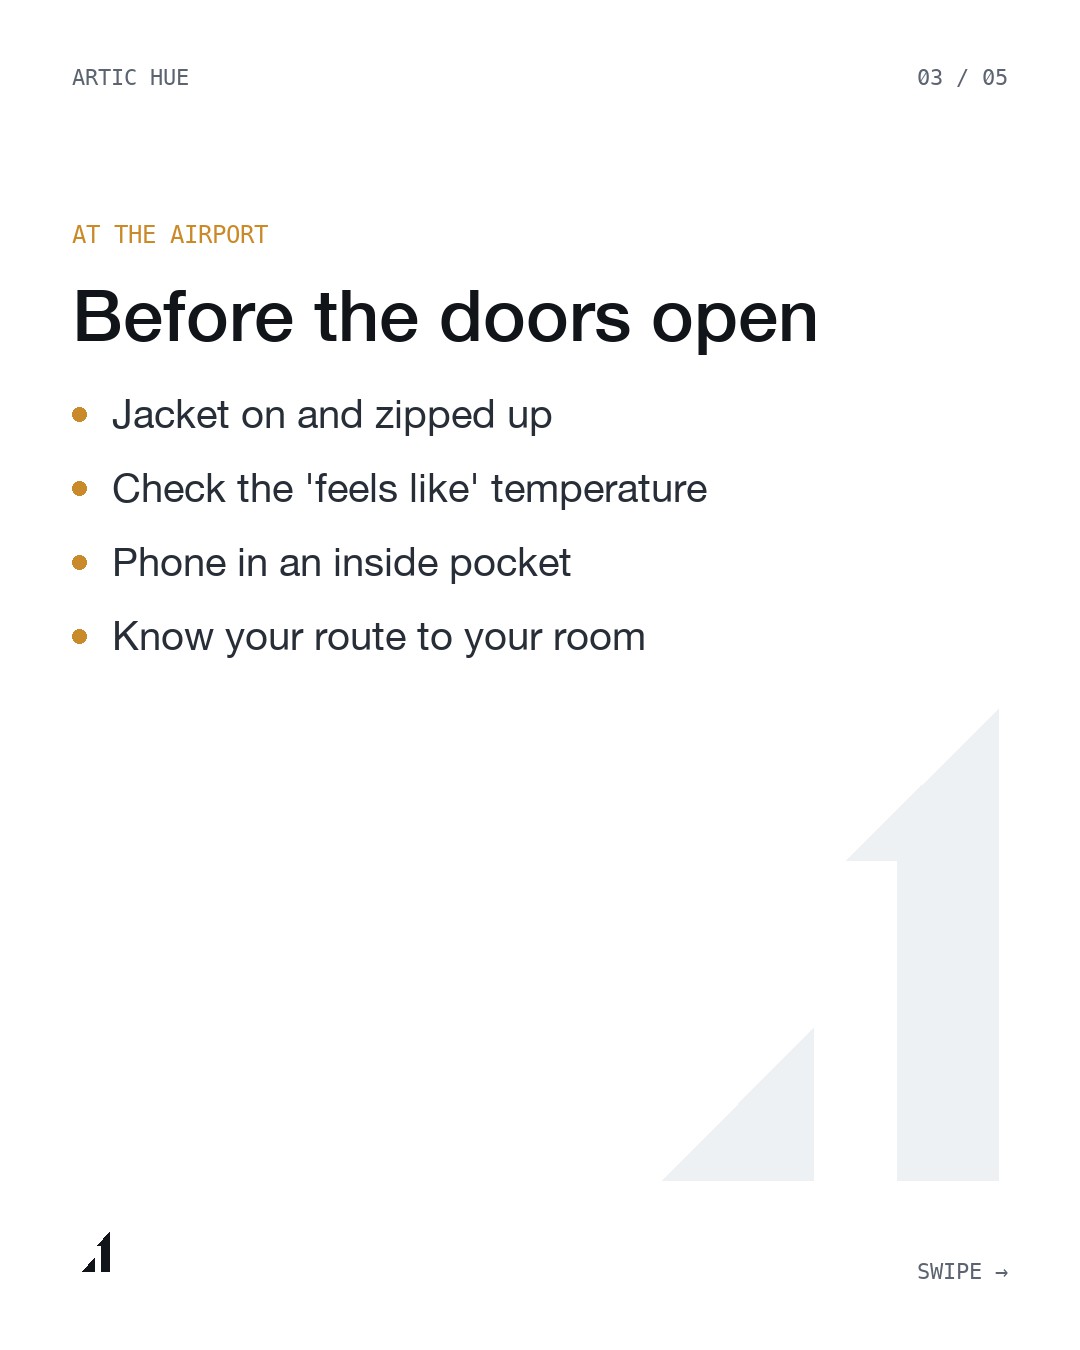 ARTIC HUE
03 / 05
AT THE AIRPORT
Before the doors open
• Jacket on and zipped up
• Check the 'feels like' temperature
• Phone in an inside pocket
• Know your route to your room
SWIPE →